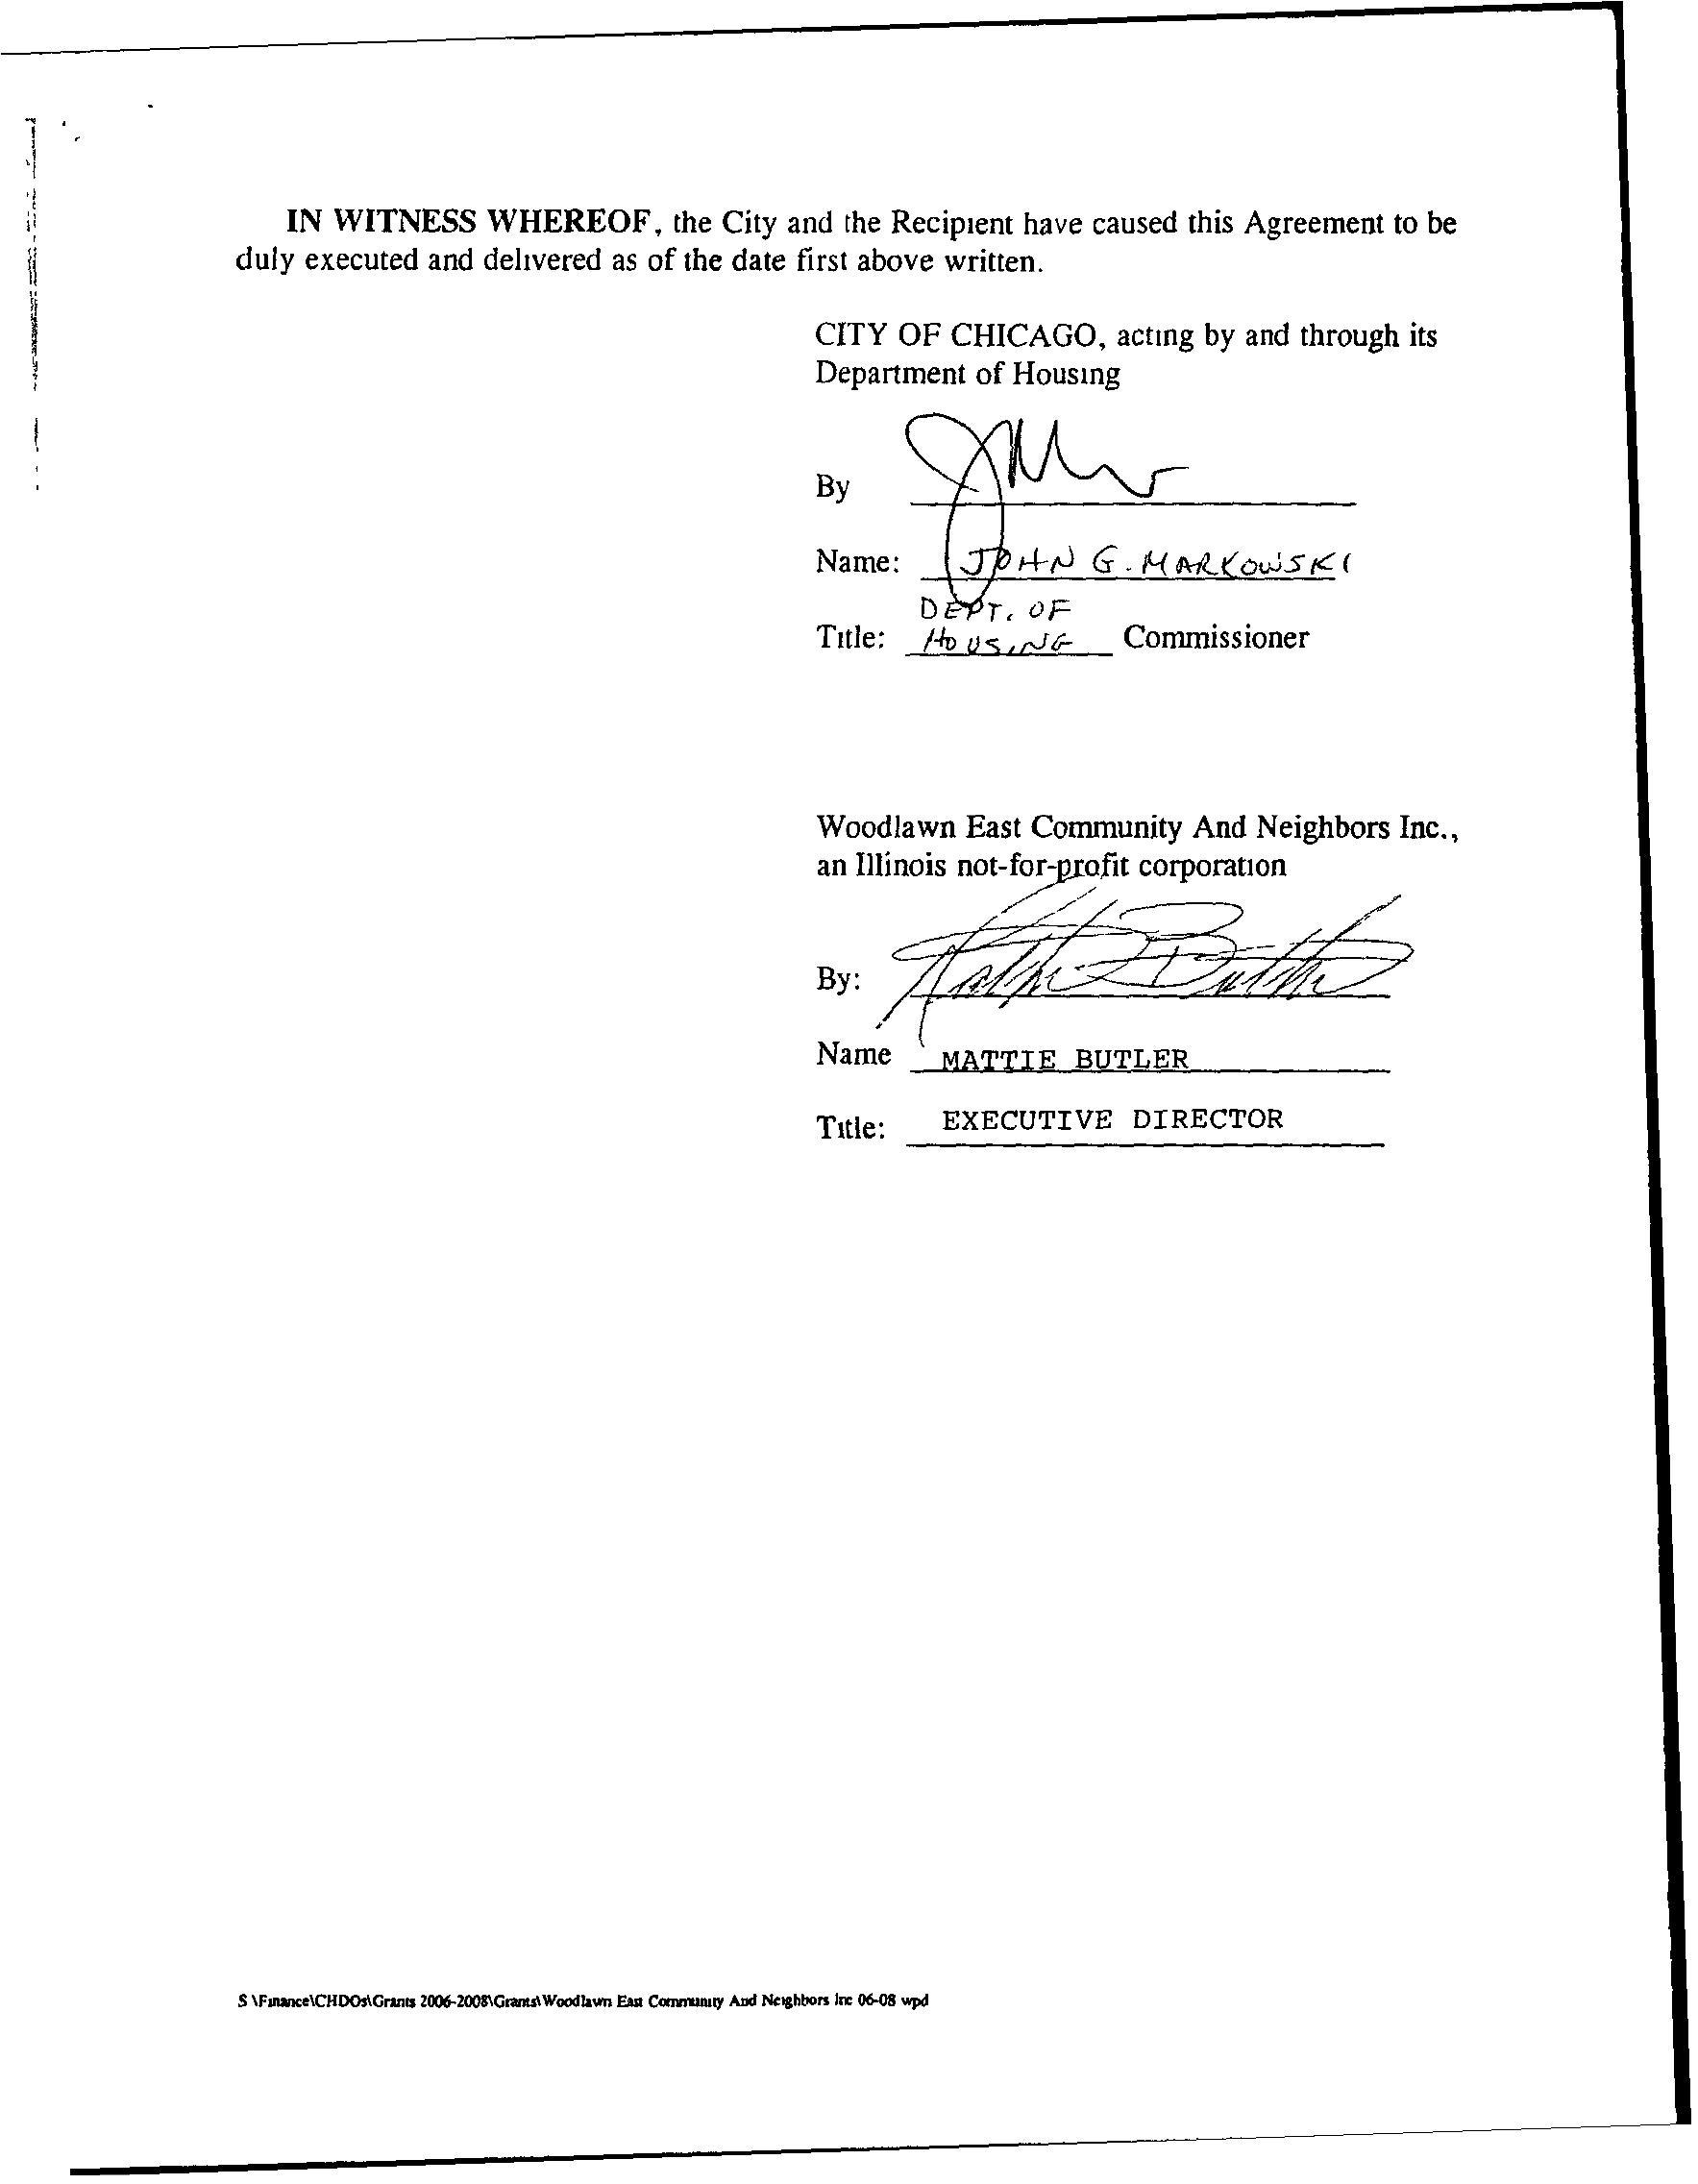 IN WITNESS WHEREOF, the City and the Recipient have caused this Agreement to be
duly executed and delivered as of the date first above written.
CITY OF CHICAGO, acting by and through its
Department of Housing
By
Name: JOHN G. MARKOWSKI
DEPT. OF
Title: HOUSING Commissioner
Woodlawn East Community And Neighbors Inc.,
an Illinois not-for-profit corporation
By: Mattie Butler
Name MATTIE BUTLER
Title: EXECUTIVE DIRECTOR
S \Finance\CHDOs\Grants 2006-2008\Grants\Woodlawn East Community And Neighbors Inc 06-08 wpd